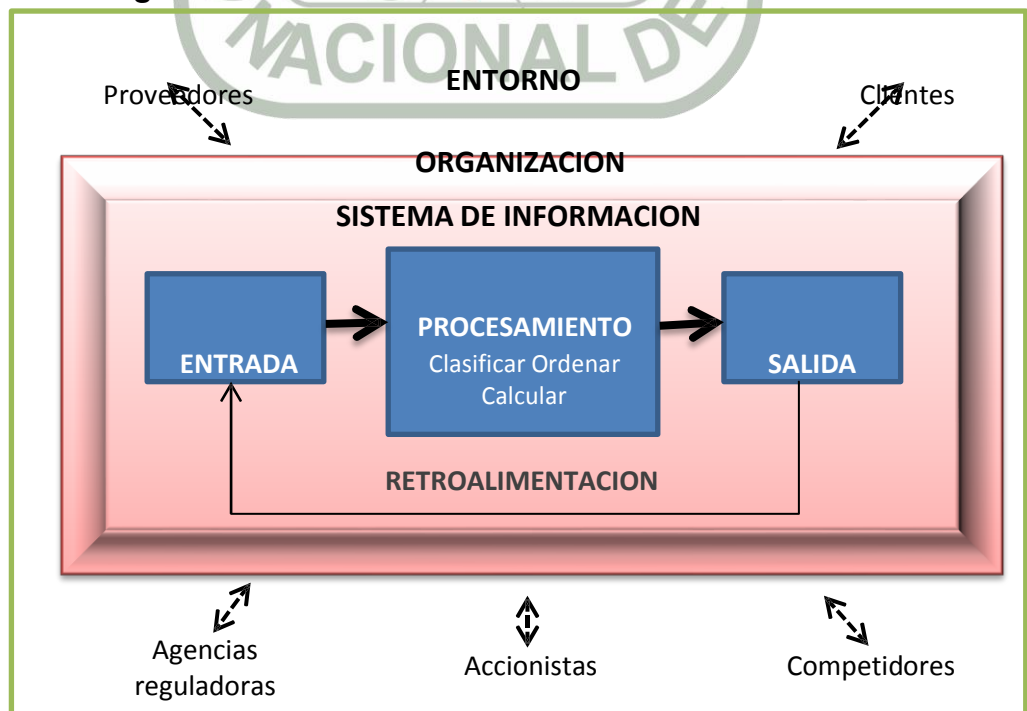 NACIONAL DE
ENTORNO
Proveedores
Clientes
ORGANIZACION
SISTEMA DE INFORMACION
ENTRADA
PROCESAMIENTO
Clasificar Ordenar
Calcular
SALIDA
RETROALIMENTACION
Agencias
reguladoras
Accionistas
Competidores